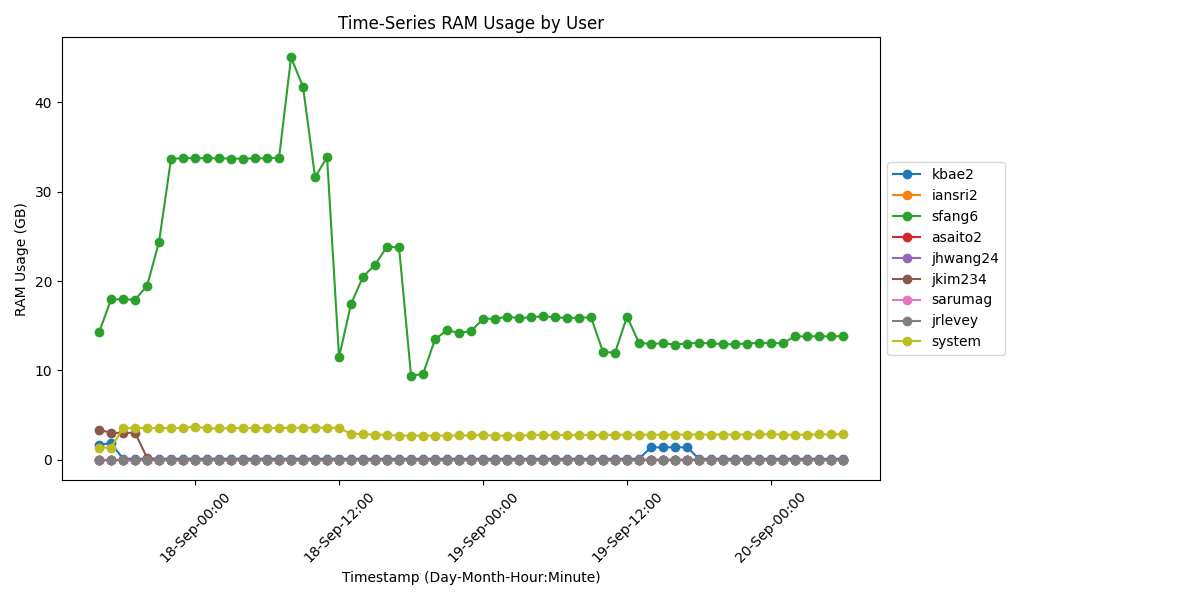 Time-Series RAM Usage by User
RAM Usage (GB)
40
30
20
10
0
18-Sep-00:00
18-Sep-12:00
19-Sep-00:00
19-Sep-12:00
20-Sep-00:00
Timestamp (Day-Month-Hour:Minute)
kbae2
iansri2
sfang6
asaito2
jhwang24
jkim234
sarumag
jrlevey
system